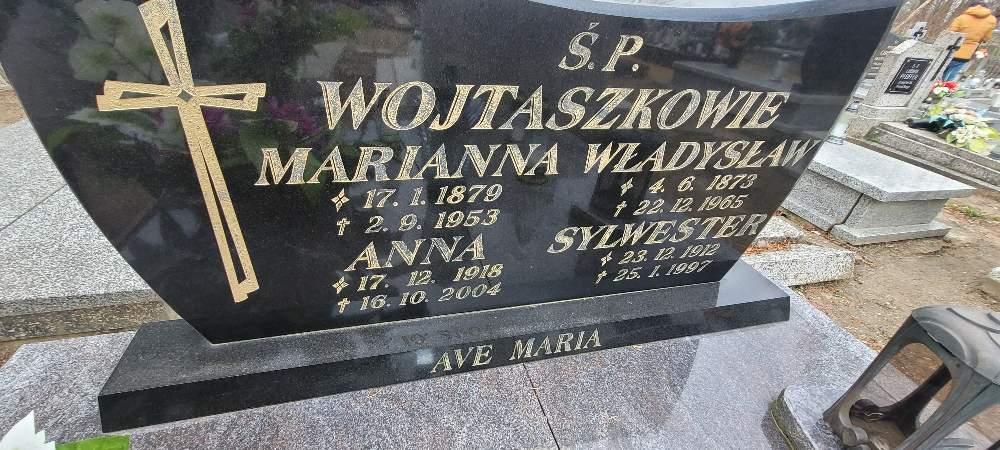 Ś.P.
WOJTASZKOWIE
MARIANNA WŁADYSŁAW
17. 1. 1879 4. 6. 1873
† 2. 9. 1953 † 22. 12. 1965
ANNA SYLWESTER
17. 12. 1918 23. 12. 1912
† 16. 10. 2004 † 25. 1. 1997
AVE MARIA